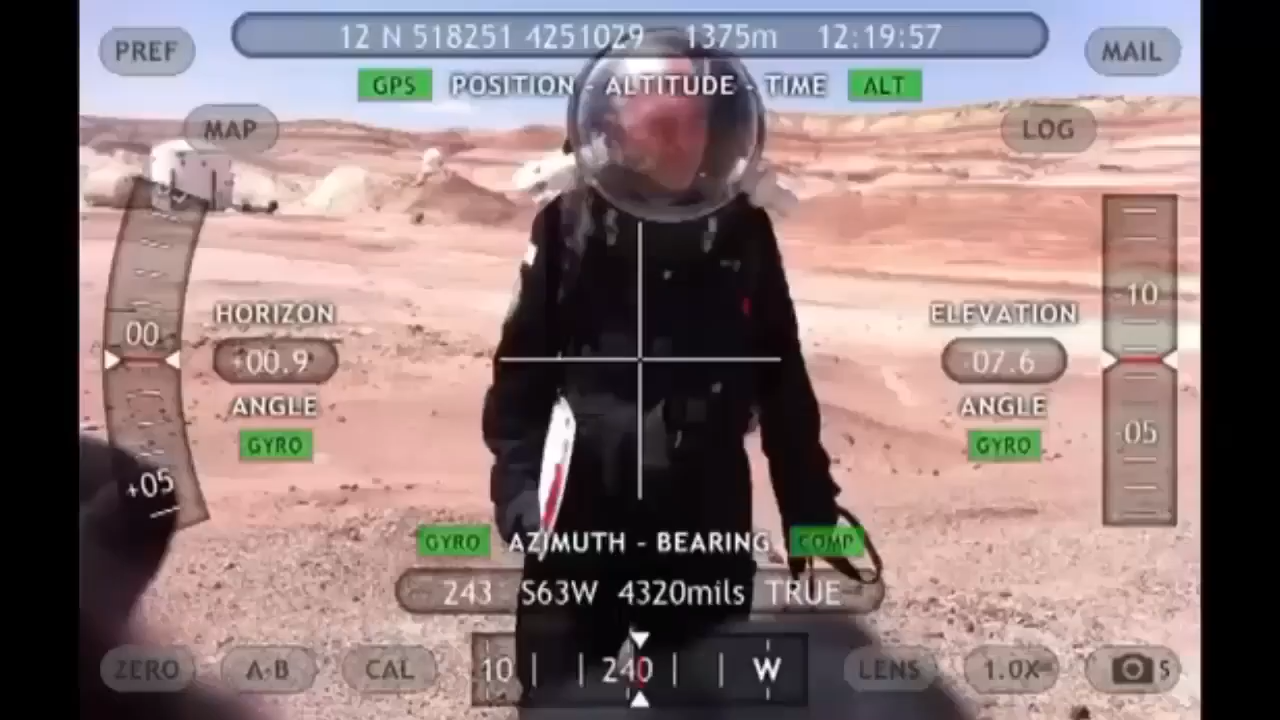 PREF
12 N 518251 4251029 1375m 12:19:57
MAIL
GPS POSITION - ALTITUDE - TIME ALT
MAP
LOG
HORIZON
+00.9
ANGLE
GYRO
00
+05
ELEVATION
-07.6
ANGLE
GYRO
-10
-05
GYRO AZIMUTH - BEARING COMP
243 S63W 4320mils TRUE
ZERO A-B CAL 10 240 W LENS 1.0X S